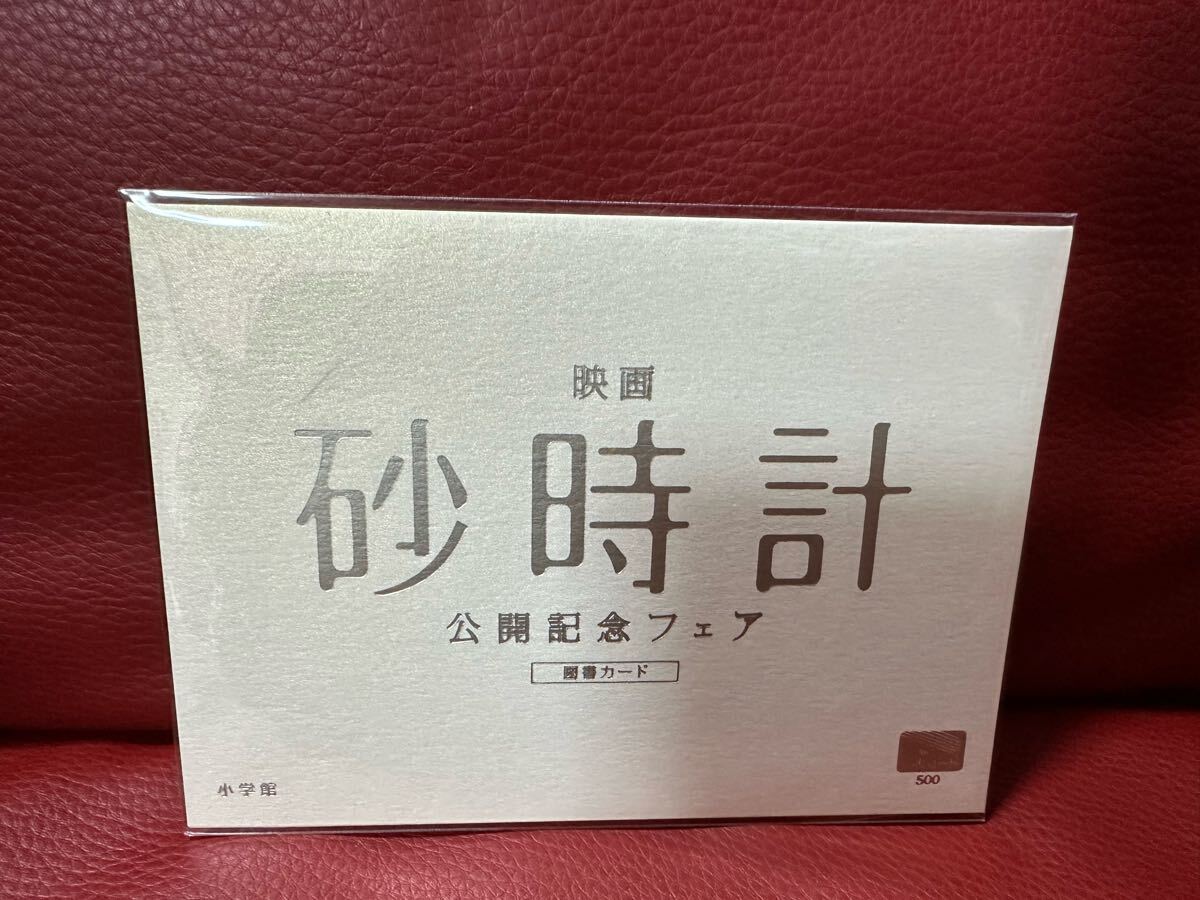 映画
砂時計
公開記念フェア
図書カード
500
小学館